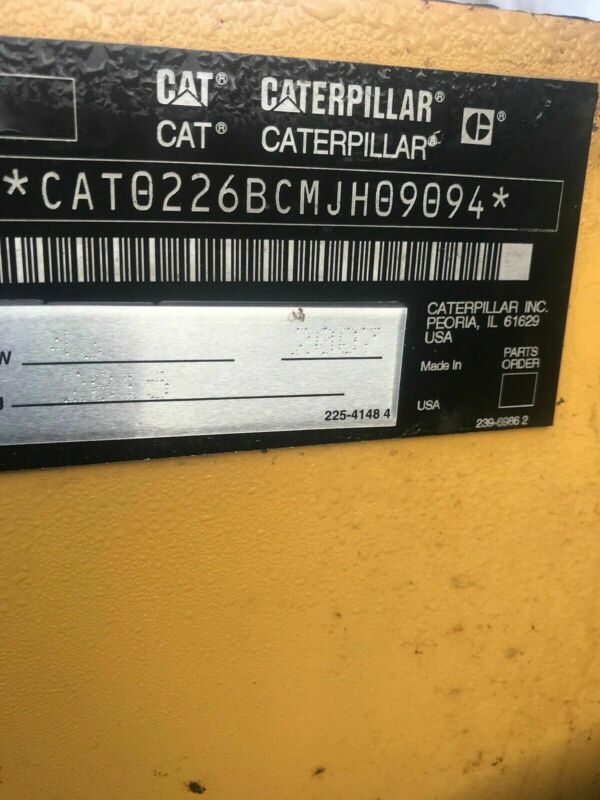 CAT® CATERPILLAR® C®
CAT® CATERPILLAR®
*CAT0226BCMJH09094*
CATERPILLAR INC.
PEORIA, IL 61629
USA
W 2007
225-4148 4
Made In
USA
PARTS
ORDER
239-6986 2